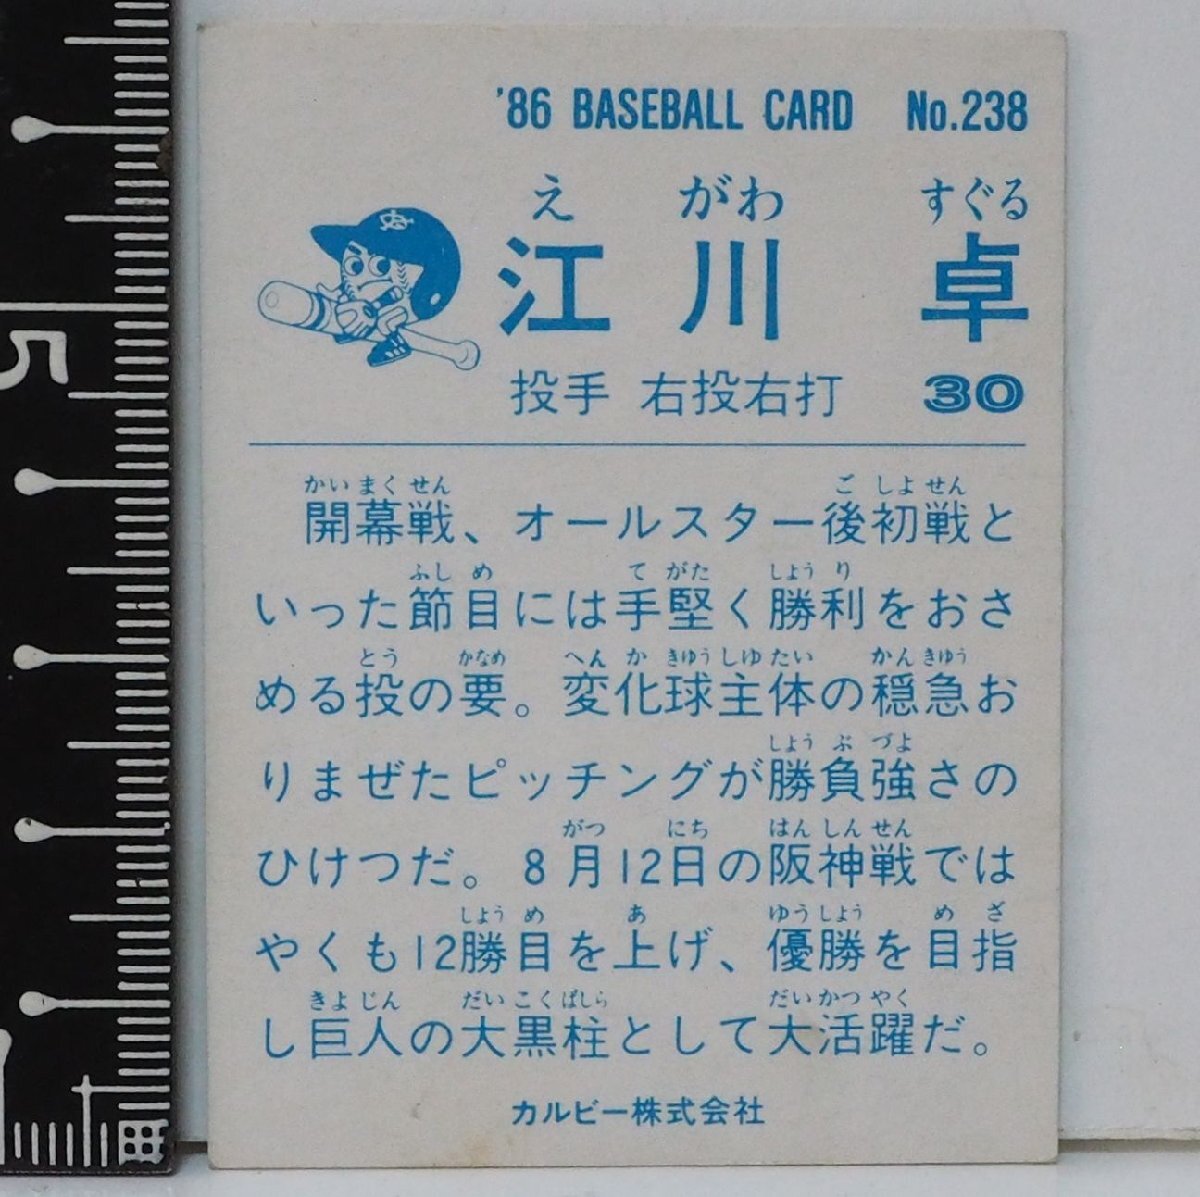 '86 BASEBALL CARD No.238
え がわ すぐる
江川 卓
投手 右投右打 30
かいまくせん ごしよせん
開幕戦、オールスター後初戦と
ふしめ てがた しょうり
いった節目には手堅く勝利をおさ
とう かなめ へんかきゆうしゆたい かんきゆう
める投の要。変化球主体の穏急お
しょうぶづよ
りまぜたピッチングが勝負強さの
がつ にち はんしんせん
ひけつだ。8月12日の阪神戦では
しょうめ あ ゆうしょう めざ
やくも12勝目を上げ、優勝を目指
きよじん だいこくばしら だいかつやく
し巨人の大黒柱として大活躍だ。
カルビー株式会社
5